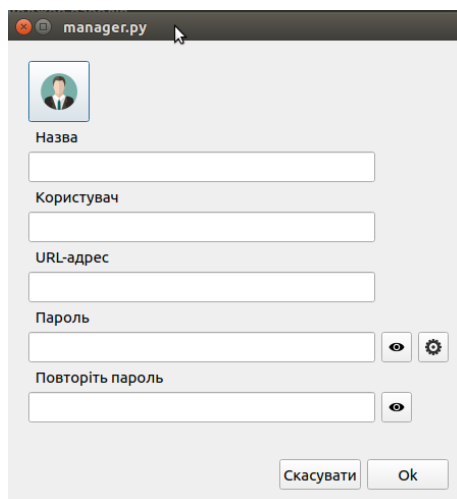 manager.py
Назва
Користувач
URL-адрес
Пароль
Повторіть пароль
Скасувати Ok